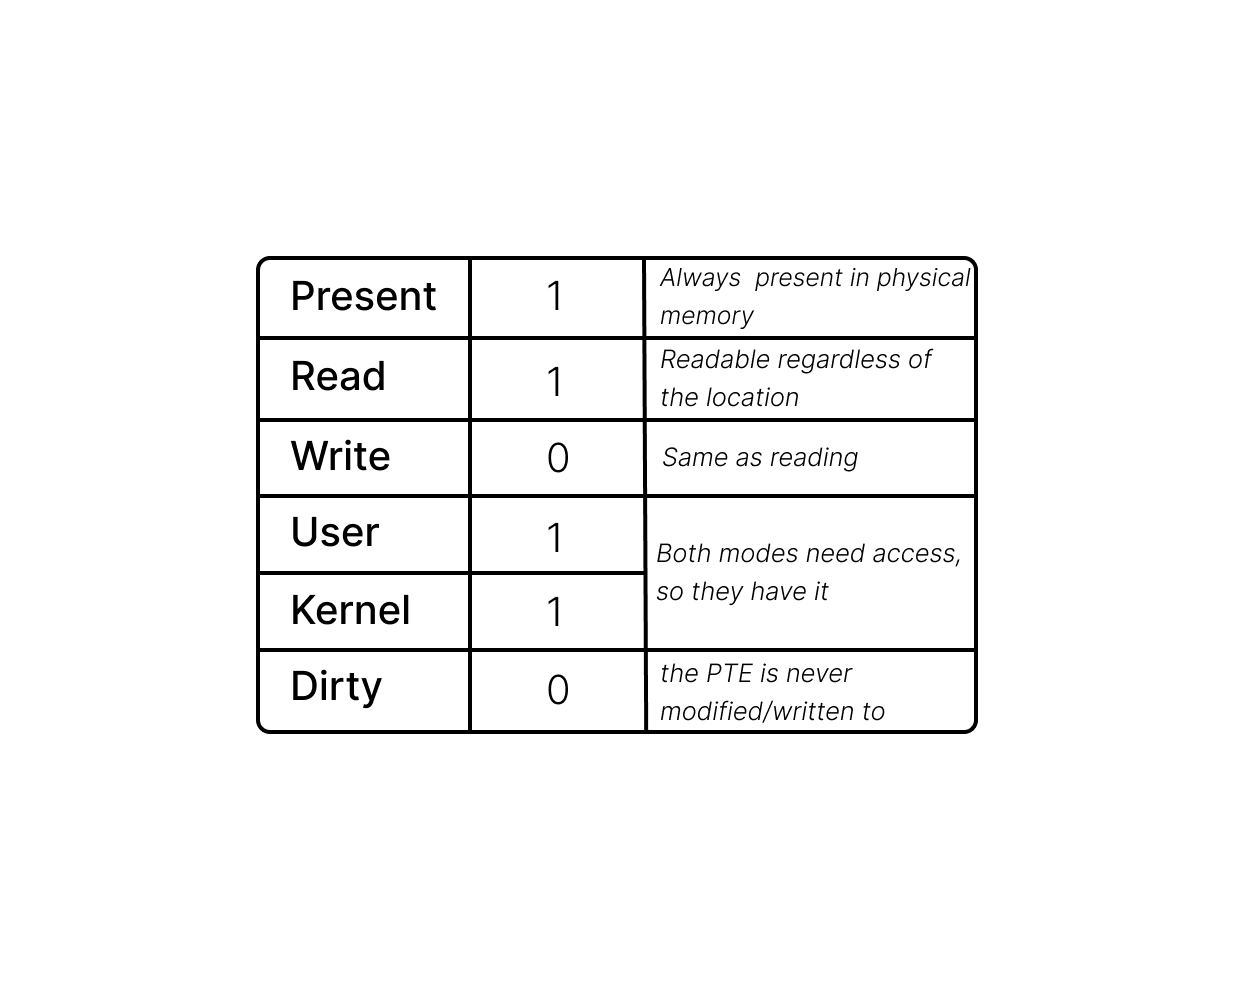 Present
1
Always  present in physical
memory
Read
1
Readable regardless of
the location
Write
0
Same as reading
User
1
Both modes need access,
so they have it
Kernel
1
Dirty
0
the PTE is never
modified/written to